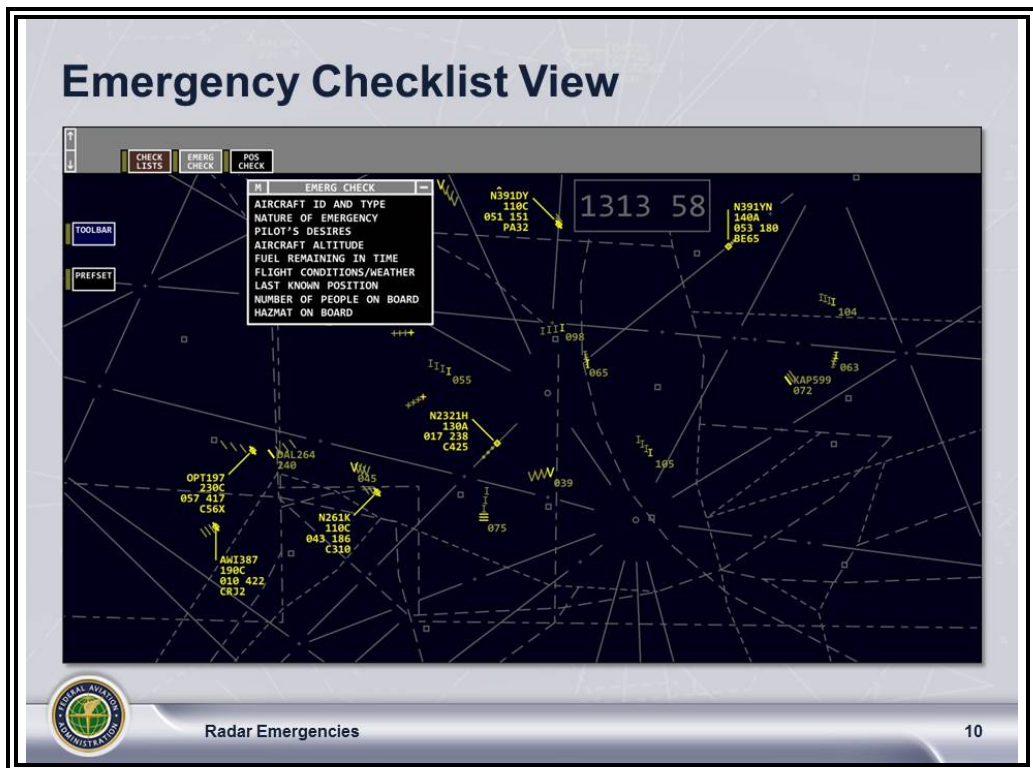 Emergency Checklist View
CHECK
LISTS
EMERG
CHECK
POS
CHECK
M EMERG CHECK
AIRCRAFT ID AND TYPE
NATURE OF EMERGENCY
PILOT'S DESIRES
AIRCRAFT ALTITUDE
FUEL REMAINING IN TIME
FLIGHT CONDITIONS/WEATHER
LAST KNOWN POSITION
NUMBER OF PEOPLE ON BOARD
HAZMAT ON BOARD
TOOLBAR
PREFSET
N391DY
110C
051 151
PA32
1313 58
N391YN
140A
053 180
BE65
104
098
065
063
KAP599
072
055
N2321H
130A
017 238
C425
105
DAL264
240
OPT197
230C
057 417
C56X
045
039
N261K
110C
043 186
C310
075
AWI387
190C
010 422
CRJ2
FEDERAL AVIATION
ADMINISTRATION
Radar Emergencies
10